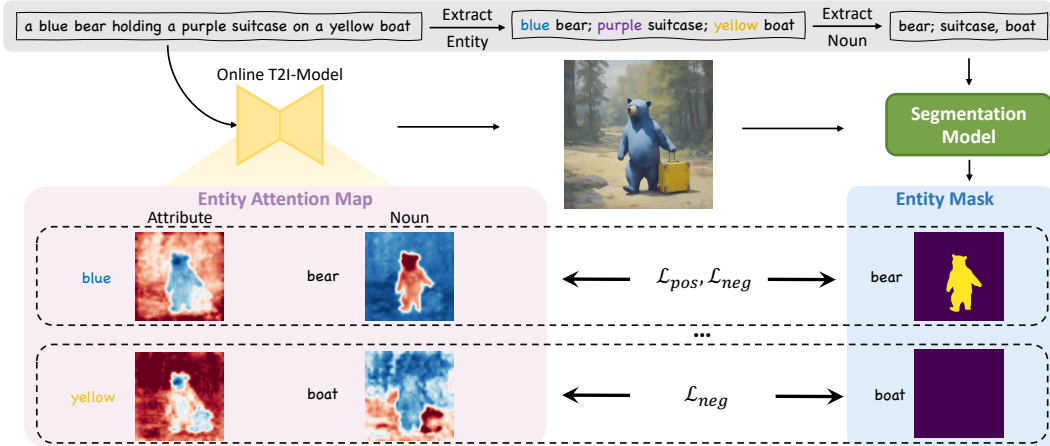 a blue bear holding a purple suitcase on a yellow boat
Extract
Entity
blue bear; purple suitcase; yellow boat
Extract
Noun
bear; suitcase, boat
Online T2I-Model
Segmentation
Model
Entity Attention Map
Entity Mask
Attribute
Noun
blue
bear
ℒpos, ℒneg
bear
...
yellow
boat
ℒneg
boat